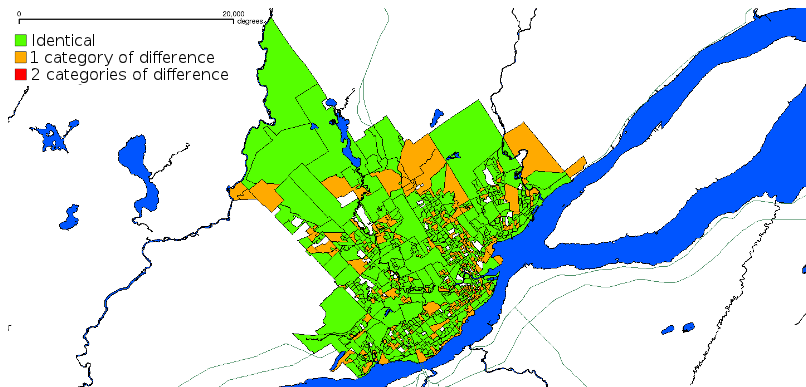 0
20,000
degrees
Identical
1 category of difference
2 categories of difference